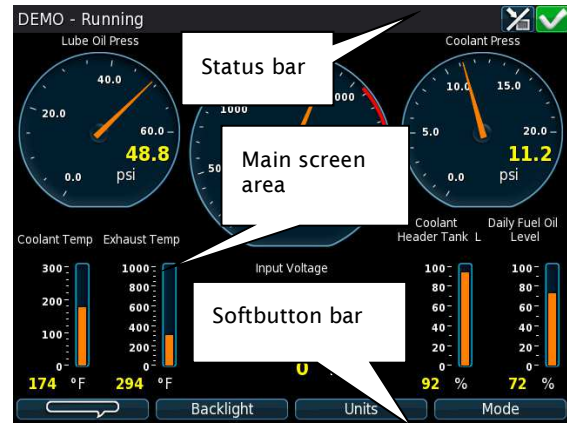 DEMO - Running
Lube Oil Press
Coolant Press
Status bar
40.0
20.0
60.0
48.8
0.0
psi
1000
000
50
10.0
15.0
5.0
20.0
11.2
0.0
psi
Main screen
area
Coolant Temp
Exhaust Temp
Coolant
Header Tank L
Daily Fuel Oil
Level
Input Voltage
300
200
100
0
1000
800
600
400
200
0
100
80
60
40
20
0
100
80
60
40
20
0
Softbutton bar
174 °F
294 °F
0
92 %
72 %
Backlight
Units
Mode